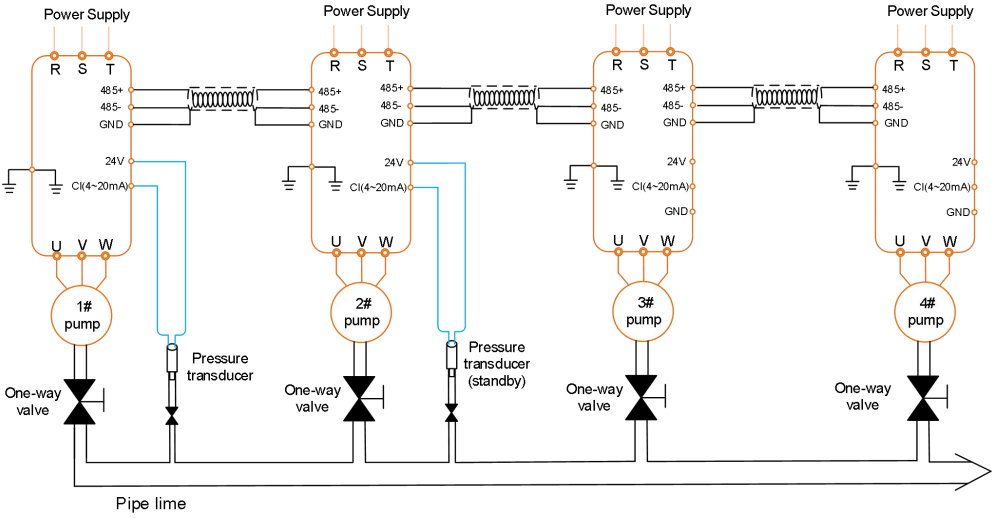 Power Supply
Power Supply
Power Supply
Power Supply
R S T
R S T
R S T
R S T
485+
485+
485+
485+
485+
485+
485+
485-
485-
485-
485-
485-
485-
485-
GND
GND
GND
GND
GND
GND
GND
24V
24V
24V
24V
CI(4~20mA)
CI(4~20mA)
CI(4~20mA)
CI(4~20mA)
GND
GND
U V W
U V W
U V W
U V W
1#
pump
2#
pump
3#
pump
4#
pump
Pressure
transducer
Pressure
transducer
(standby)
One-way
valve
One-way
valve
One-way
valve
One-way
valve
Pipe lime